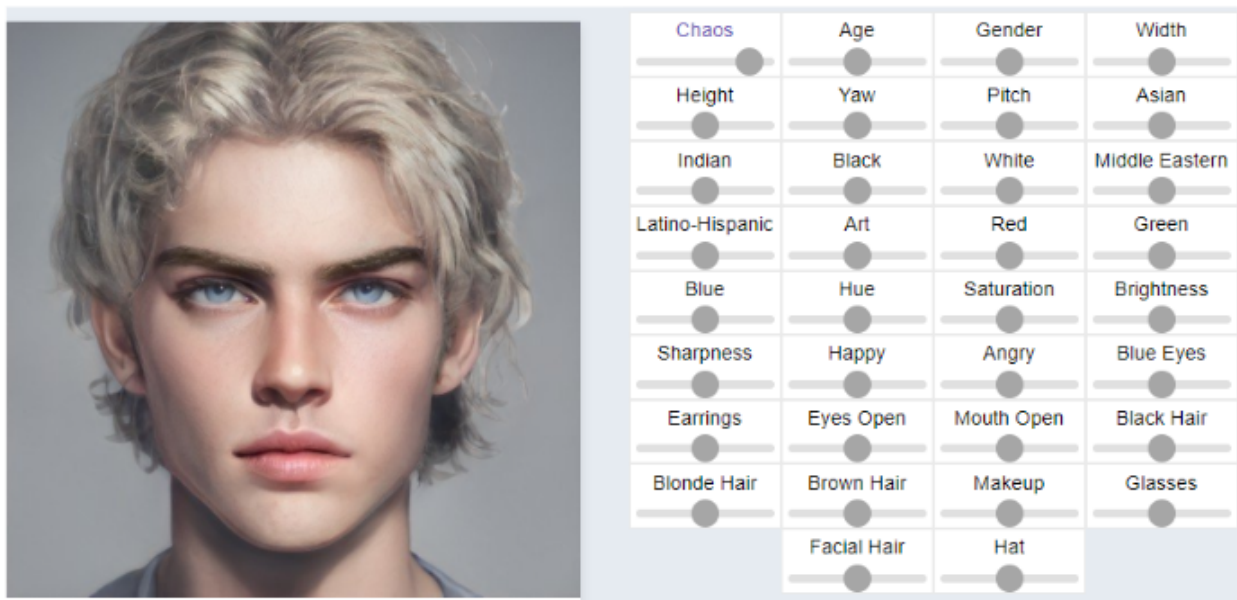 Chaos Age Gender Width
Height Yaw Pitch Asian
Indian Black White Middle Eastern
Latino-Hispanic Art Red Green
Blue Hue Saturation Brightness
Sharpness Happy Angry Blue Eyes
Earrings Eyes Open Mouth Open Black Hair
Blonde Hair Brown Hair Makeup Glasses
Facial Hair Hat